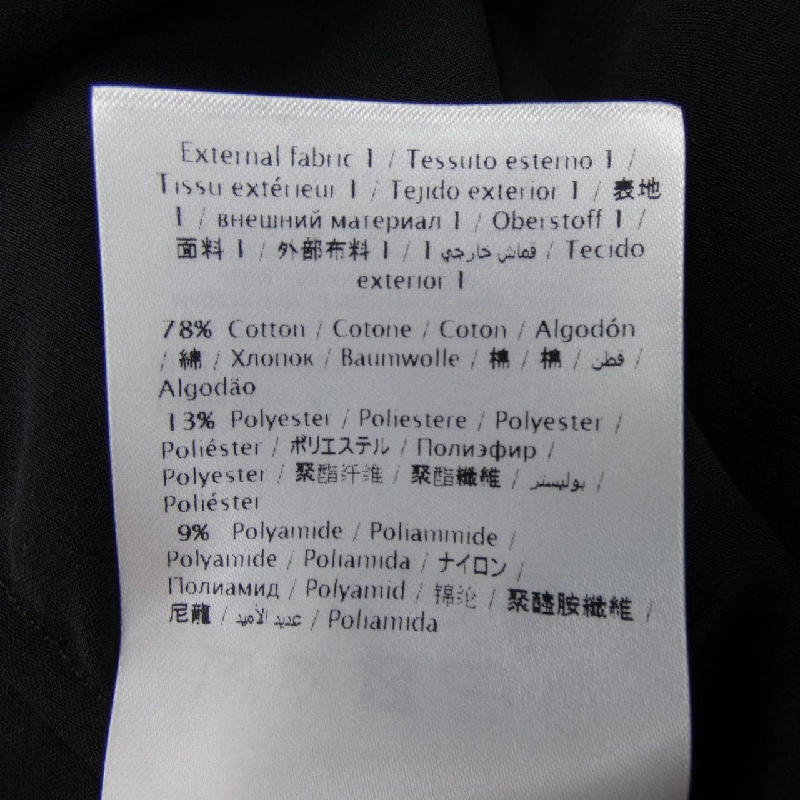 External fabric 1 / Tessuto esterno 1 /
Tissu extérieur 1 / Tejido exterior 1 / 表地
1 / внешний материал 1 / Oberstoff 1 /
面料 1 / 外部布料 1 / قماش خارجي 1 / Tecido
exterior 1
78% Cotton / Cotone / Coton / Algodón
/ 綿 / Хлопок / Baumwolle / 棉 / 棉 / قطن /
Algodão
13% Polyester / Poliestere / Polyester /
Poliéster / ポリエステル / Полиэфир /
Polyester / 聚酯纤维 / 聚酯纖維 / بوليستر /
Poliéster
9% Polyamide / Poliammide /
Polyamide / Poliamida / ナイロン /
Полиамид / Polyamid / 锦纶 / 聚醯胺纖維 /
尼龍 / عديد الأميد / Poliamida